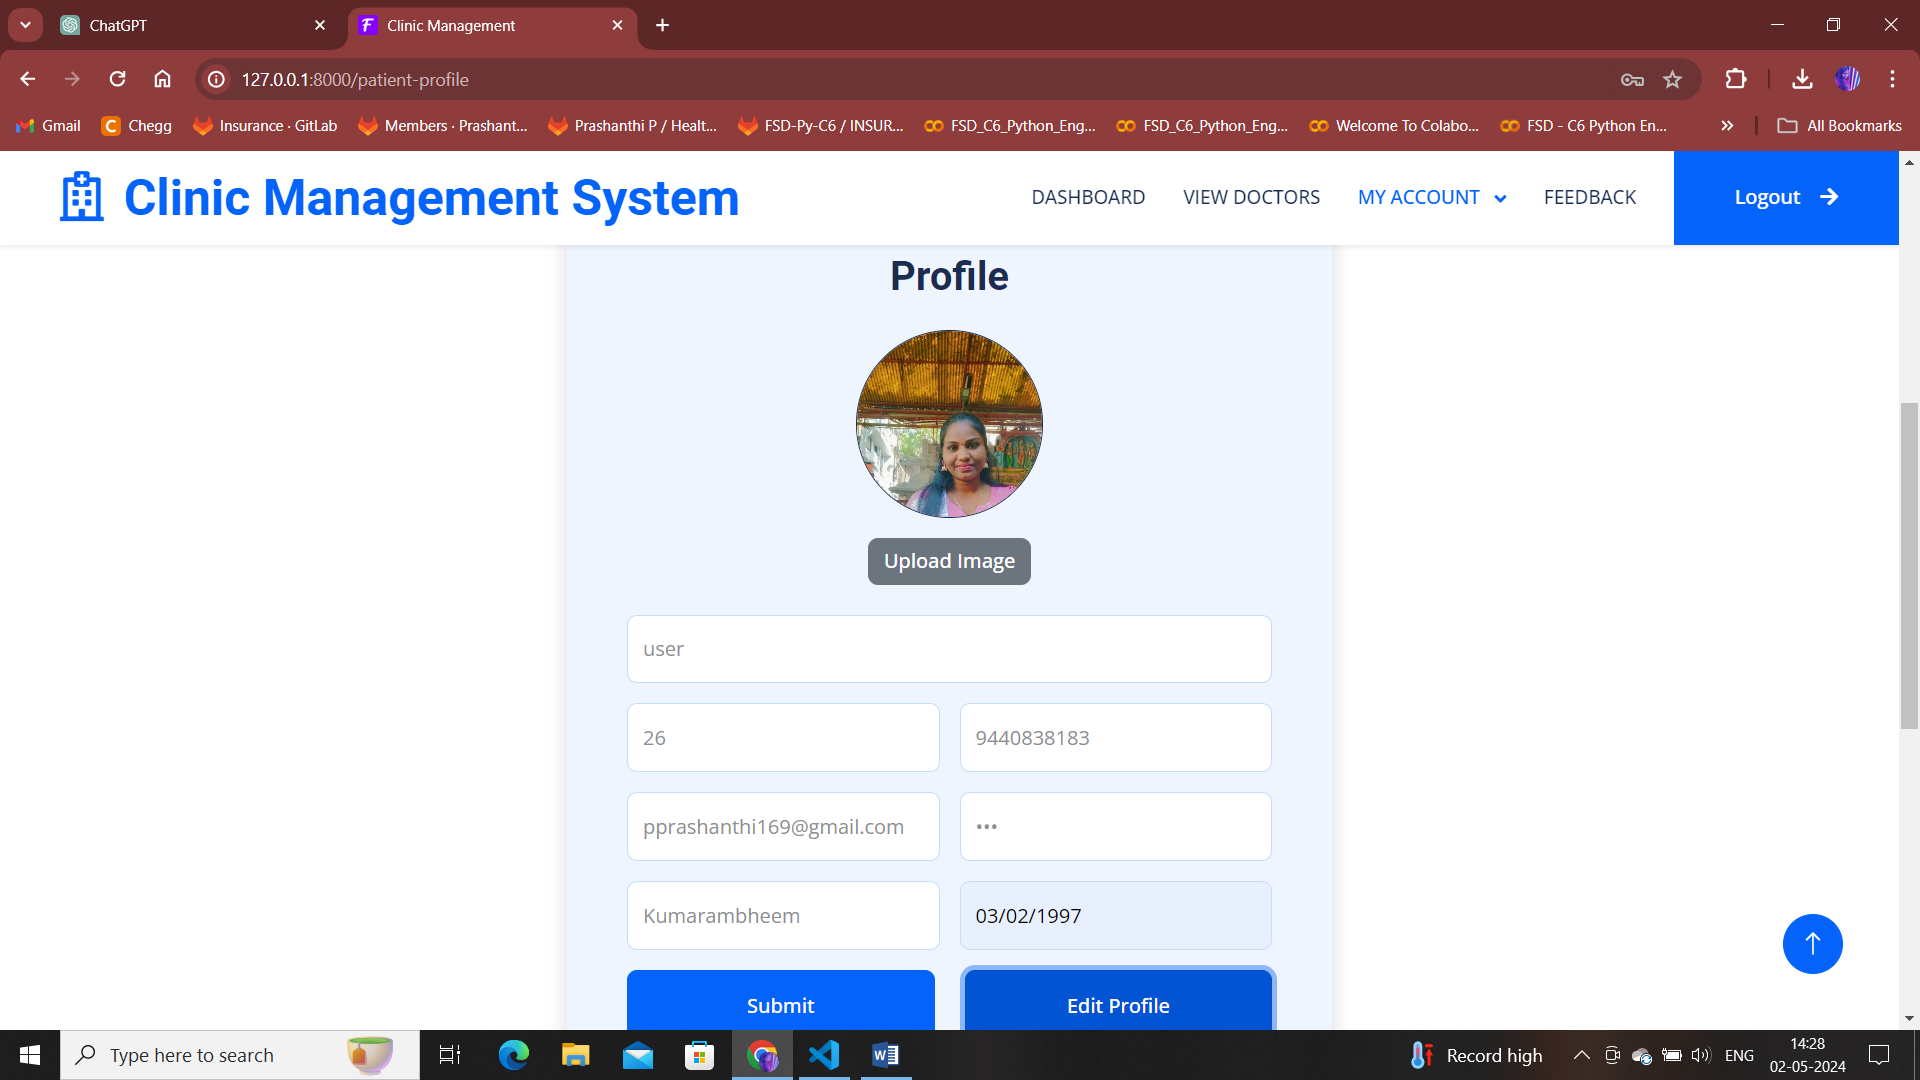 ChatGPT
Clinic Management
127.0.0.1:8000/patient-profile
Gmail
Chegg
Insurance · GitLab
Members · Prashant...
Prashanthi P / Healt...
FSD-Py-C6 / INSUR...
FSD_C6_Python_Eng...
FSD_C6_Python_Eng...
Welcome To Colabo...
FSD - C6 Python En...
All Bookmarks
Clinic Management System
DASHBOARD
VIEW DOCTORS
MY ACCOUNT
FEEDBACK
Logout
Profile
Upload Image
user
26
9440838183
pprashanthi169@gmail.com
•••
Kumarambheem
03/02/1997
Submit
Edit Profile
Type here to search
Record high
ENG
14:28
02-05-2024